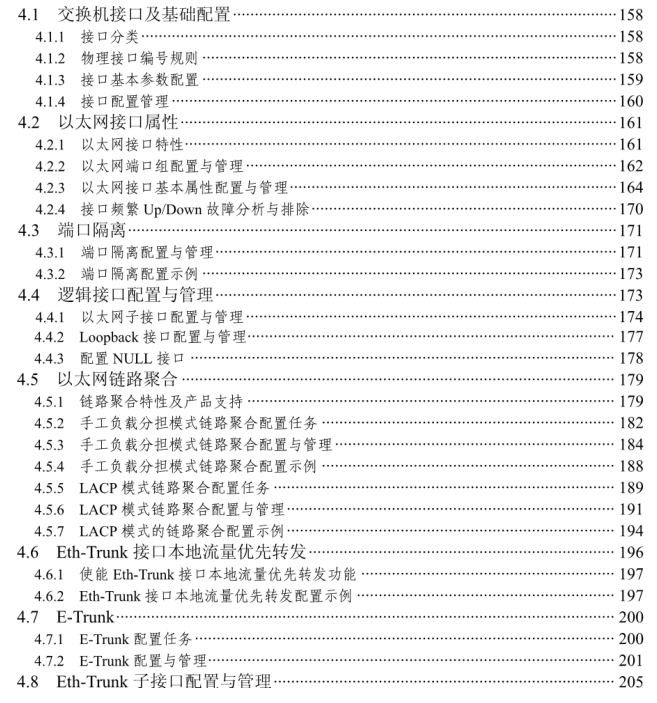 4.1 交换机接口及基础配置 158
4.1.1 接口分类 158
4.1.2 物理接口编号规则 158
4.1.3 接口基本参数配置 159
4.1.4 接口配置管理 160
4.2 以太网接口属性 161
4.2.1 以太网接口特性 161
4.2.2 以太网端口组配置与管理 162
4.2.3 以太网接口基本属性配置与管理 164
4.2.4 接口频繁 Up/Down 故障分析与排除 170
4.3 端口隔离 171
4.3.1 端口隔离配置与管理 171
4.3.2 端口隔离配置示例 173
4.4 逻辑接口配置与管理 173
4.4.1 以太网子接口配置与管理 174
4.4.2 Loopback 接口配置与管理 177
4.4.3 配置 NULL 接口 178
4.5 以太网链路聚合 179
4.5.1 链路聚合特性及产品支持 179
4.5.2 手工负载分担模式链路聚合配置任务 182
4.5.3 手工负载分担模式链路聚合配置与管理 184
4.5.4 手工负载分担模式链路聚合配置示例 188
4.5.5 LACP 模式链路聚合配置任务 189
4.5.6 LACP 模式链路聚合配置与管理 191
4.5.7 LACP 模式的链路聚合配置示例 194
4.6 Eth-Trunk 接口本地流量优先转发 196
4.6.1 使能 Eth-Trunk 接口本地流量优先转发功能 197
4.6.2 Eth-Trunk 接口本地流量优先转发配置示例 197
4.7 E-Trunk 200
4.7.1 E-Trunk 配置任务 200
4.7.2 E-Trunk 配置与管理 201
4.8 Eth-Trunk 子接口配置与管理 205